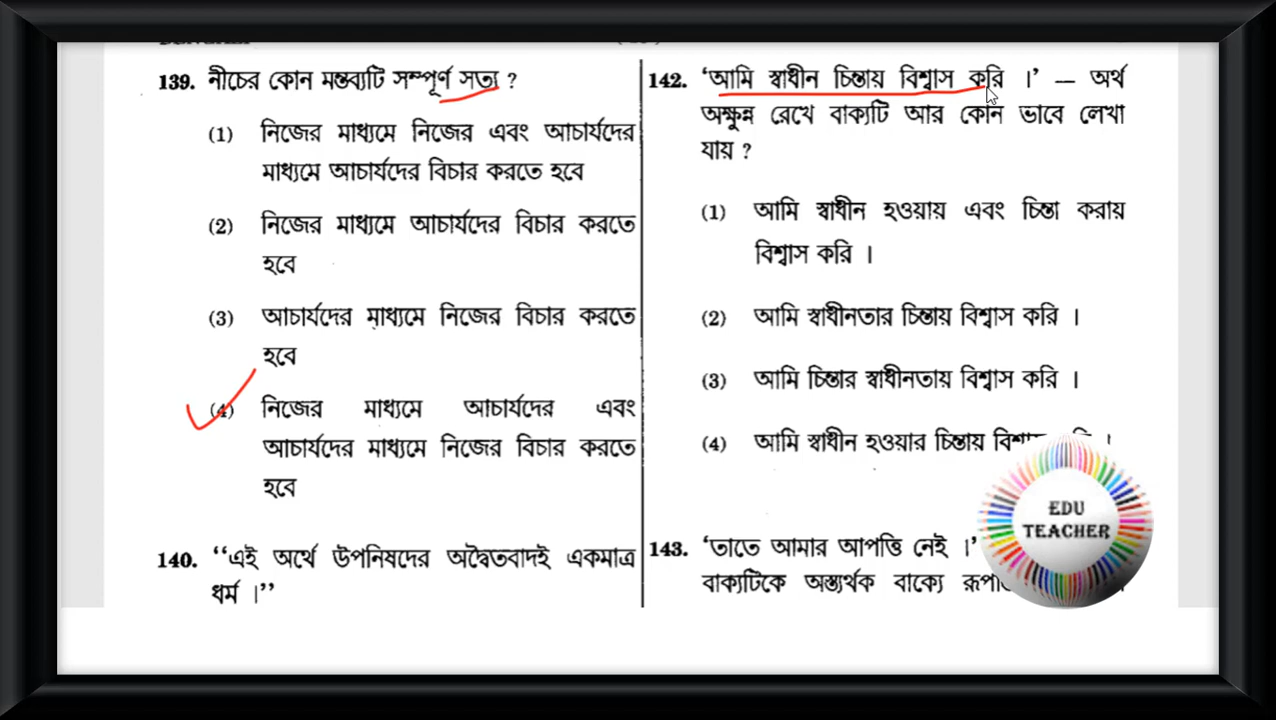 139. নীচের কোন মন্তব্যটি সম্পূর্ণ সত্য ?
(1) নিজের মাধ্যমে নিজের এবং আচার্যদের
মাধ্যমে আচার্যদের বিচার করতে হবে
(2) নিজের মাধ্যমে আচার্যদের বিচার করতে
হবে
(3) আচার্যদের মাধ্যমে নিজের বিচার করতে
হবে
(4) নিজের মাধ্যমে আচার্যদের এবং
আচার্যদের মাধ্যমে নিজের বিচার করতে
হবে
140. ‘‘এই অর্থে উপনিষদের অদ্বৈতবাদই একমাত্র
ধর্ম ।’’
142. ‘আমি স্বাধীন চিন্তায় বিশ্বাস করি ।’ — অর্থ
অক্ষুন্ন রেখে বাক্যটি আর কোন ভাবে লেখা
যায় ?
(1) আমি স্বাধীন হওয়ায় এবং চিন্তা করায়
বিশ্বাস করি ।
(2) আমি স্বাধীনতার চিন্তায় বিশ্বাস করি ।
(3) আমি চিন্তার স্বাধীনতায় বিশ্বাস করি ।
(4) আমি স্বাধীন হওয়ার চিন্তায়
143. ‘তাতে আমার আপত্তি নেই ।’
বাক্যটিকে অস্ত্যর্থক বাক্যে
EDU
TEACHER